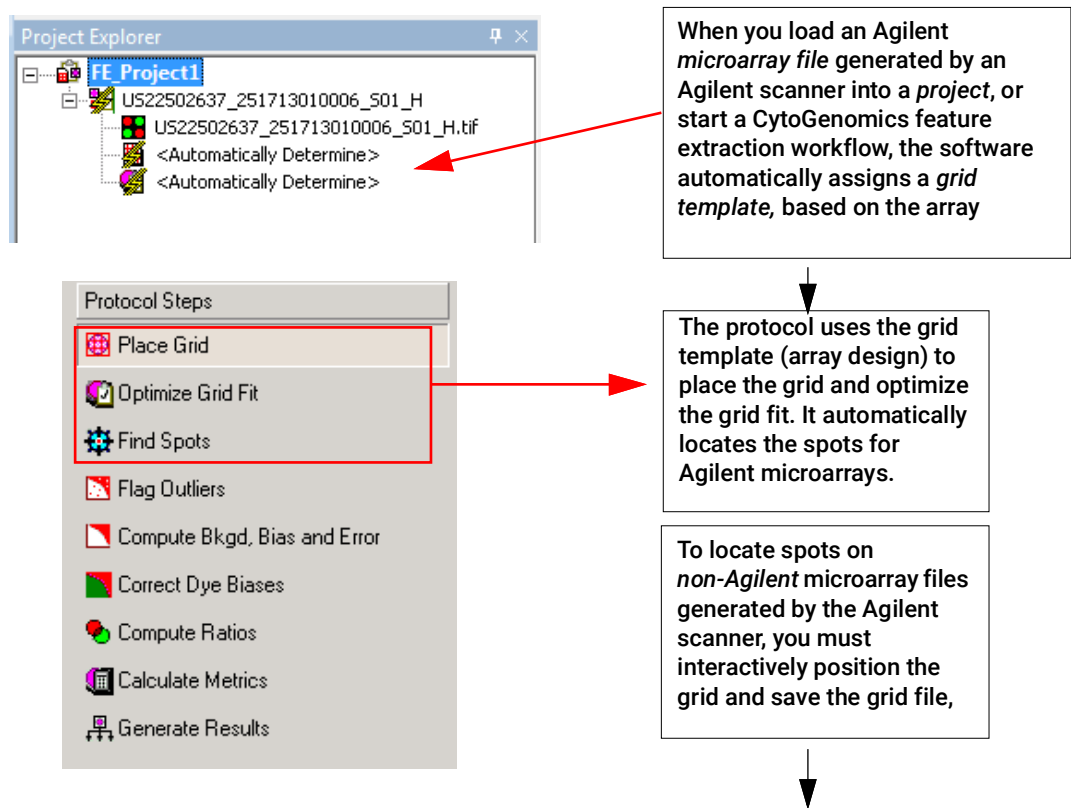 Project Explorer
FE_Project1
US22502637_251713010006_S01_H
US22502637_251713010006_S01_H.tif
<Automatically Determine>
<Automatically Determine>
When you load an Agilent
microarray file generated by an
Agilent scanner into a project, or
start a CytoGenomics feature
extraction workflow, the software
automatically assigns a grid
template, based on the array
Protocol Steps
Place Grid
Optimize Grid Fit
Find Spots
Flag Outliers
Compute Bkgd, Bias and Error
Correct Dye Biases
Compute Ratios
Calculate Metrics
Generate Results
The protocol uses the grid
template (array design) to
place the grid and optimize
the grid fit. It automatically
locates the spots for
Agilent microarrays.
To locate spots on
non-Agilent microarray files
generated by the Agilent
scanner, you must
interactively position the
grid and save the grid file,